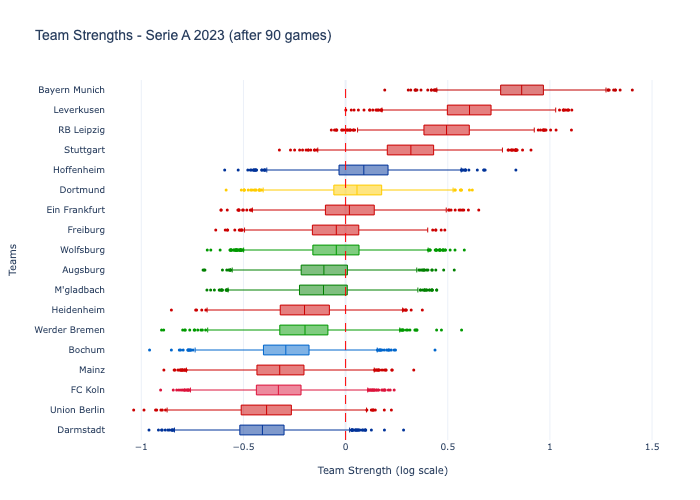 Team Strengths - Serie A 2023 (after 90 games)
Bayern Munich
Leverkusen
RB Leipzig
Stuttgart
Hoffenheim
Dortmund
Ein Frankfurt
Freiburg
Wolfsburg
Augsburg
M'gladbach
Heidenheim
Werder Bremen
Bochum
Mainz
FC Koln
Union Berlin
Darmstadt
Teams
−1 −0.5 0 0.5 1 1.5
Team Strength (log scale)